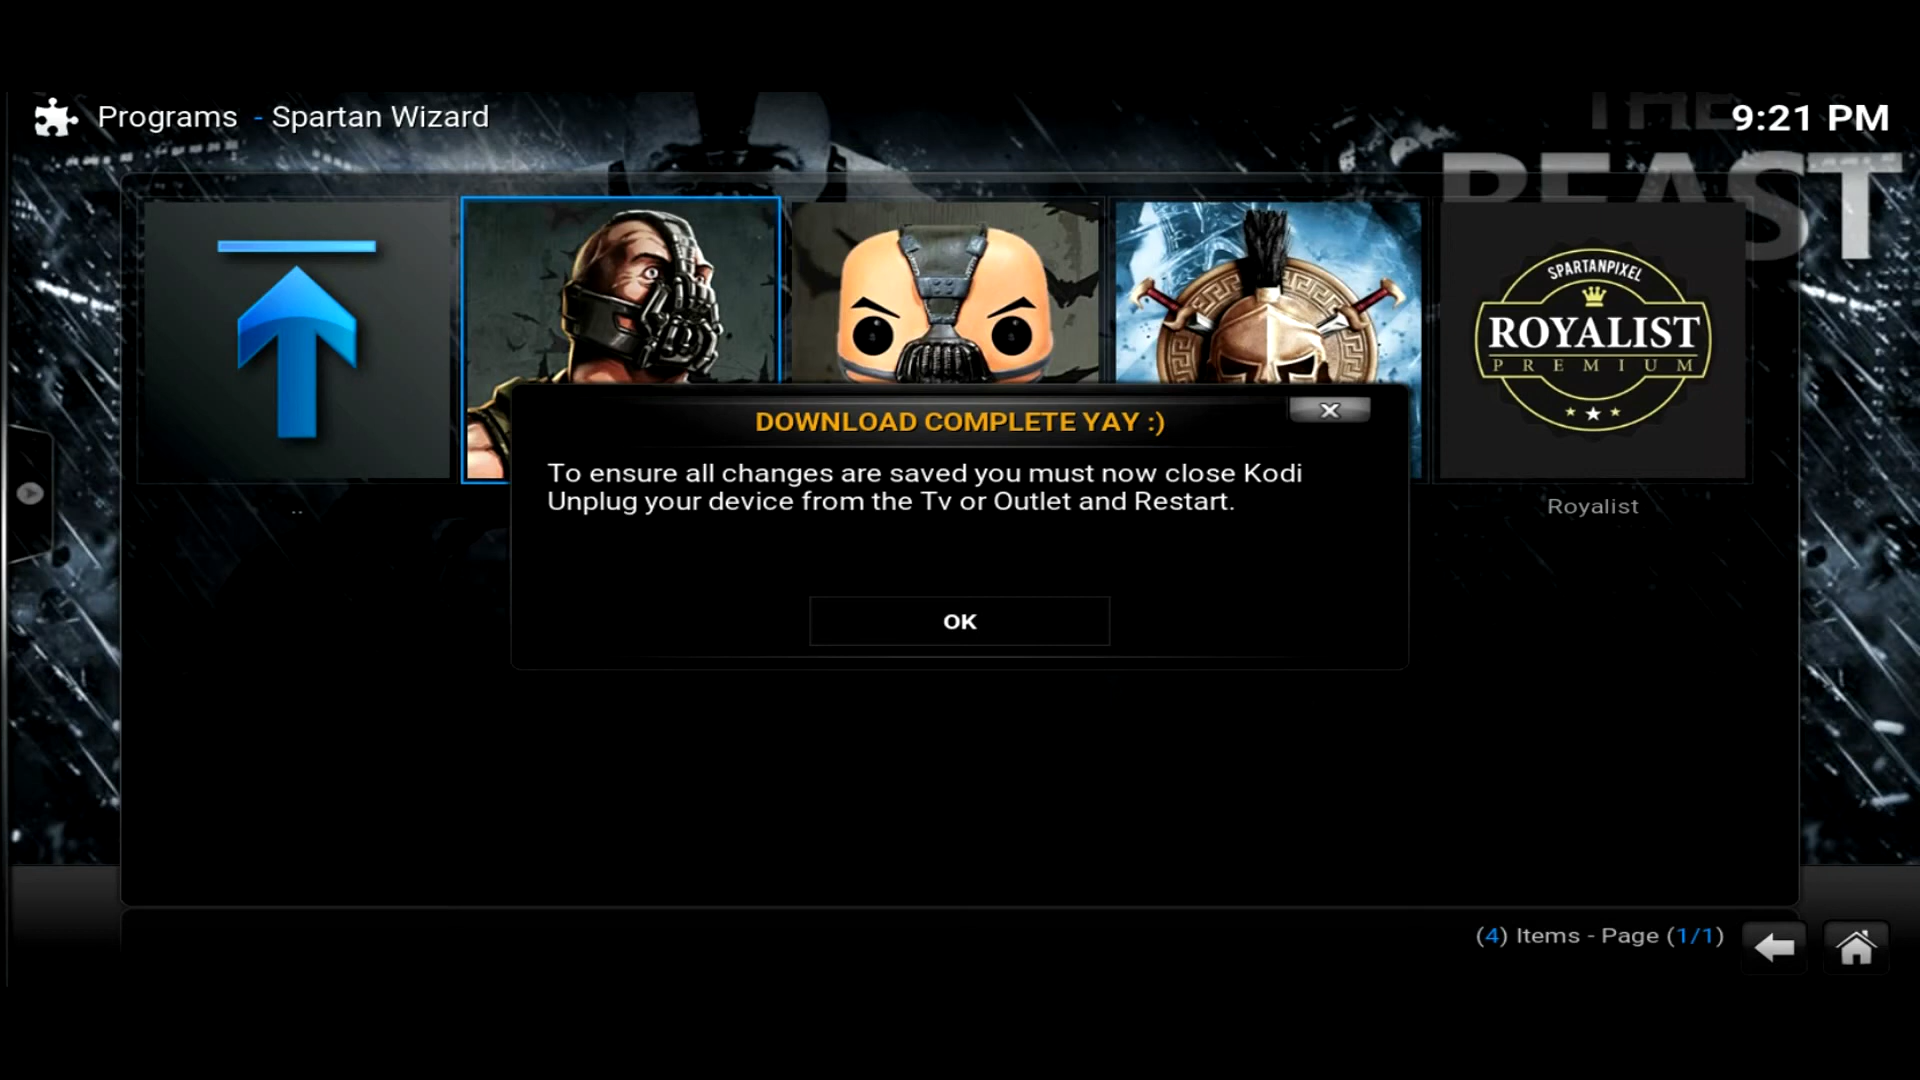 Programs - Spartan Wizard
9:21 PM
THE
BEAST
SPARTANPIXEL
ROYALIST
PREMIUM
DOWNLOAD COMPLETE YAY :)
To ensure all changes are saved you must now close Kodi
Unplug your device from the Tv or Outlet and Restart.
..
Royalist
OK
(4) Items - Page (1/1)